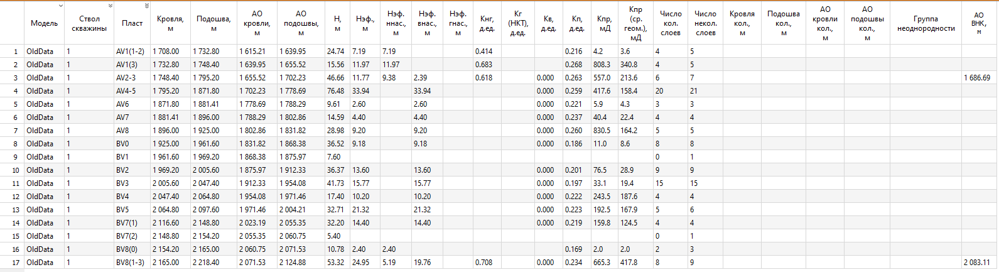 Модель Ствол скважины Пласт Кровля, м Подошва, м АО кровли, м АО подошвы, м Н, м Нэф., м Нэф. ннас., м Нэф. внас., м Нэф. гнас., м Кнг, д.ед. Кг (НКТ), д.ед. Кв, д.ед. Кп, д.ед. Кпр, мД Кпр (ср. геом.), мД Число кол. слоев Число некол. слоев Кровля кол., м Подошва кол., м АО кровли кол., м АО подошвы кол., м Группа неоднородности АО ВНК, м
1 OldData 1 AV1(1-2) 1 708.00 1 732.80 1 615.21 1 639.95 24.74 7.19 7.19 0.414 0.216 4.2 3.6 4 5
2 OldData 1 AV1(3) 1 732.80 1 748.40 1 639.95 1 655.52 15.56 11.97 11.97 0.683 0.268 808.3 340.8 4 5
3 OldData 1 AV2-3 1 748.40 1 795.20 1 655.52 1 702.23 46.66 11.77 9.38 2.39 0.618 0.000 0.263 557.0 213.6 6 7 1 686.69
4 OldData 1 AV4-5 1 795.20 1 871.80 1 702.23 1 778.69 76.48 33.94 33.94 0.000 0.259 417.6 158.4 20 21
5 OldData 1 AV6 1 871.80 1 881.41 1 778.69 1 788.29 9.61 2.60 2.60 0.000 0.221 5.9 4.3 3 3
6 OldData 1 AV7 1 881.41 1 896.00 1 788.29 1 802.86 14.59 4.40 4.40 0.000 0.237 40.4 22.4 4 4
7 OldData 1 AV8 1 896.00 1 925.00 1 802.86 1 831.82 28.98 9.20 9.20 0.000 0.260 830.5 164.2 5 5
8 OldData 1 BV0 1 925.00 1 961.60 1 831.82 1 868.38 36.52 9.18 9.18 0.000 0.186 11.0 8.6 8 8
9 OldData 1 BV1 1 961.60 1 969.20 1 868.38 1 875.97 7.60 0 1
10 OldData 1 BV2 1 969.20 2 005.60 1 875.97 1 912.33 36.37 13.60 13.60 0.000 0.201 76.5 28.9 9 9
11 OldData 1 BV3 2 005.60 2 047.40 1 912.33 1 954.08 41.73 15.77 15.77 0.000 0.197 33.1 19.4 15 15
12 OldData 1 BV4 2 047.40 2 064.80 1 954.08 1 971.46 17.40 10.20 10.20 0.000 0.222 243.5 187.6 4 4
13 OldData 1 BV5 2 064.80 2 097.60 1 971.46 2 004.21 32.71 21.32 21.32 0.000 0.223 192.5 167.9 5 6
14 OldData 1 BV7(1) 2 116.60 2 148.80 2 023.19 2 055.35 32.20 14.40 14.40 0.000 0.219 159.8 124.5 4 4
15 OldData 1 BV7(2) 2 148.80 2 154.20 2 055.35 2 060.75 5.40 0 1
16 OldData 1 BV8(0) 2 154.20 2 165.00 2 060.75 2 071.53 10.78 2.40 2.40 0.169 2.0 2.0 2 3
17 OldData 1 BV8(1-3) 2 165.00 2 218.40 2 071.53 2 124.88 53.32 24.95 5.19 19.76 0.708 0.000 0.234 665.3 417.8 8 9 2 083.11